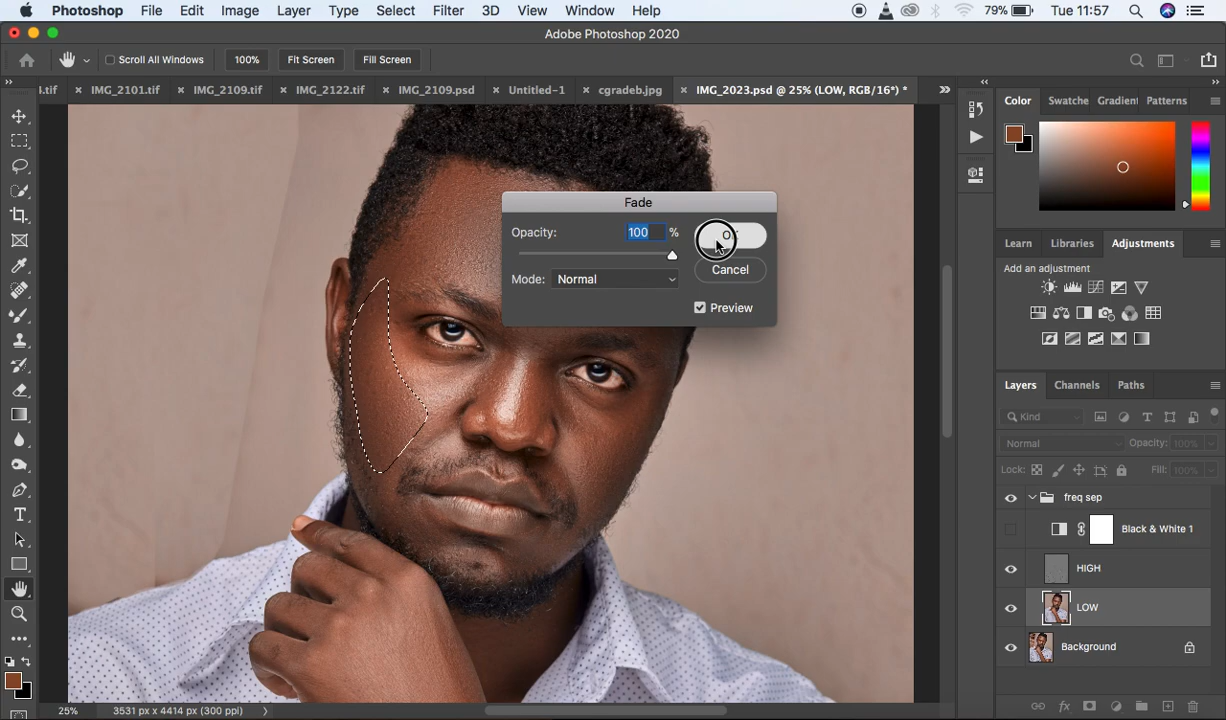 Photoshop File Edit Image Layer Type Select Filter 3D View Window Help 79% Tue 11:57
Adobe Photoshop 2020
Scroll All Windows 100% Fit Screen Fill Screen
.tif × IMG_2101.tif × IMG_2109.tif × IMG_2122.tif × IMG_2109.psd × Untitled-1 × cgradeb.jpg × IMG_2023.psd @ 25% (LOW, RGB/16*) *
Color Swatche Gradient Patterns
Fade
Opacity: 100 %
Cancel
Mode: Normal
Preview
Learn Libraries Adjustments
Add an adjustment
Layers Channels Paths
Kind
Normal Opacity: 100%
Lock: Fill: 100%
freq sep
Black & White 1
HIGH
LOW
Background
25% 3531 px x 4414 px (300 ppi)